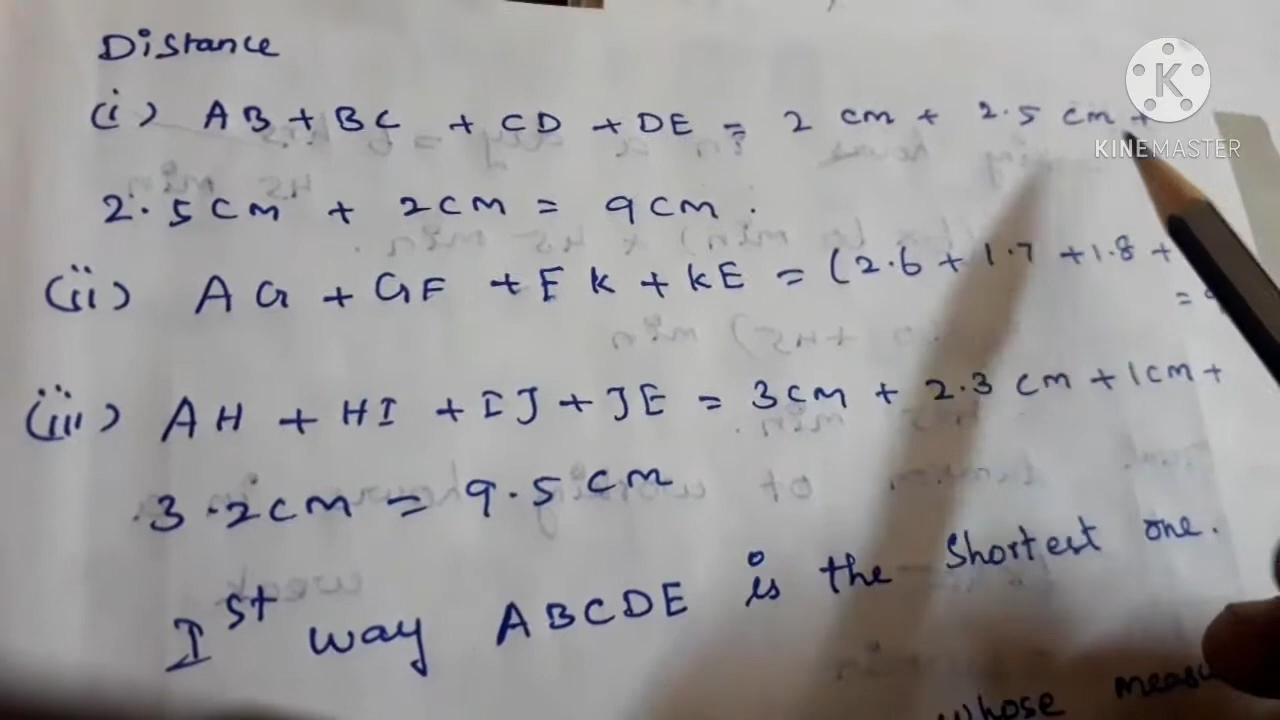 Distance
K
KINEMASTER
(i) AB + BC + CD + DE = 2 cm + 2.5 cm +
2.5 cm + 2 cm = 9 cm.
(ii) AG + GF + FK + KE = (2.6 + 1.7 + 1.8 +
= 9
(iii) AH + HI + IJ + JE = 3 cm + 2.3 cm + 1 cm +
3.2 cm = 9.5 cm
Ist way ABCDE is the shortest one.
whose